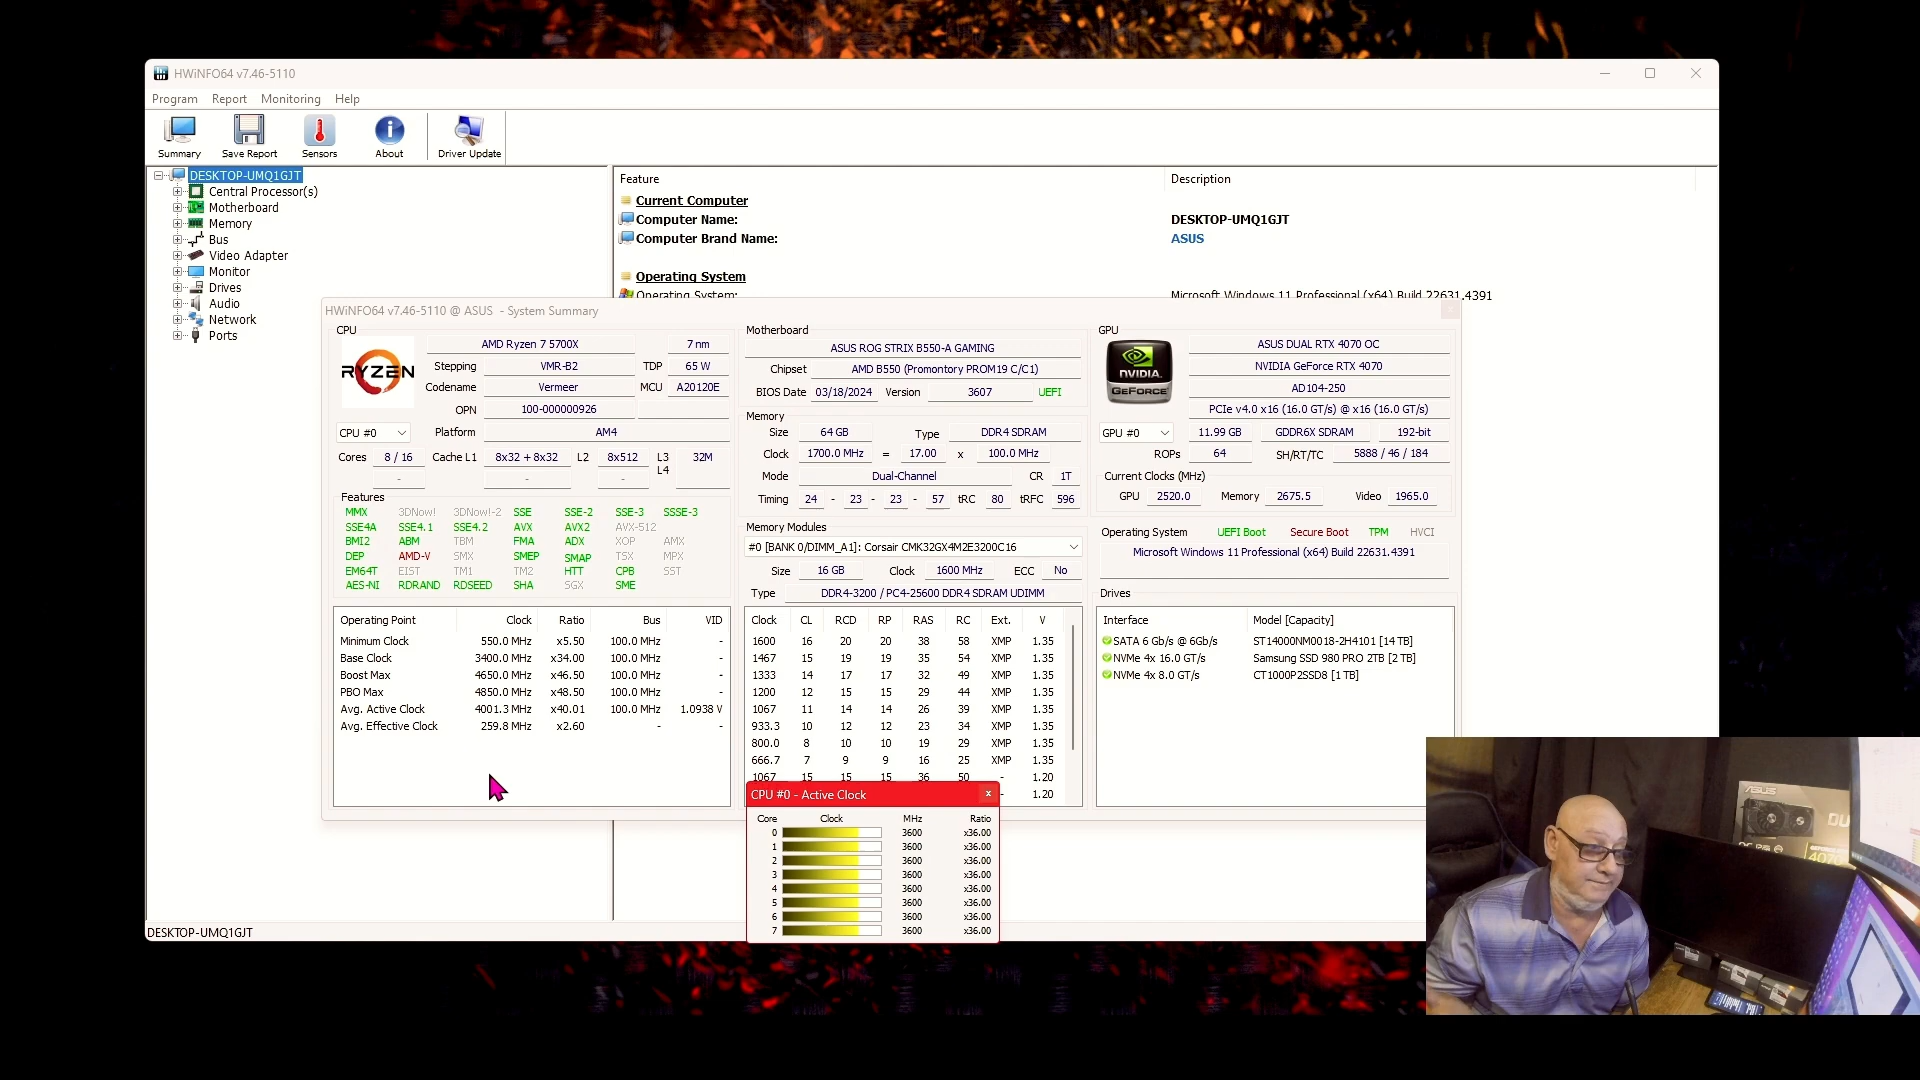 HWiNFO64 v7.46-5110
Program Report Monitoring Help
Summary Save Report Sensors About Driver Update
DESKTOP-UMQ1GJT
Central Processor(s)
Motherboard
Memory
Bus
Video Adapter
Monitor
Drives
Audio
Network
Ports
Feature Description
Current Computer
Computer Name: DESKTOP-UMQ1GJT
Computer Brand Name: ASUS
Operating System
Operating System: Microsoft Windows 11 Professional (x64) Build 22631.4391
HWiNFO64 v7.46-5110 @ ASUS - System Summary
CPU
RYZEN
AMD Ryzen 7 5700X 7 nm
Stepping VMR-B2 TDP 65 W
Codename Vermeer MCU A20120E
OPN 100-000000926
CPU #0 Platform AM4
Cores 8 / 16 Cache L1 8x32 + 8x32 L2 8x512 L3 32M
- - - L4
Features
MMX 3DNow! 3DNow!-2 SSE SSE-2 SSE-3 SSSE-3
SSE4A SSE4.1 SSE4.2 AVX AVX2 AVX-512
BMI2 ABM TBM FMA ADX XOP AMX
DEP AMD-V SMX SMEP SMAP TSX MPX
EM64T EIST TM1 TM2 HTT CPB SST
AES-NI RDRAND RDSEED SHA SGX SME
Operating Point Clock Ratio Bus VID
Minimum Clock 550.0 MHz x5.50 100.0 MHz -
Base Clock 3400.0 MHz x34.00 100.0 MHz -
Boost Max 4650.0 MHz x46.50 100.0 MHz -
PBO Max 4850.0 MHz x48.50 100.0 MHz -
Avg. Active Clock 4001.3 MHz x40.01 100.0 MHz 1.0938 V
Avg. Effective Clock 259.8 MHz x2.60 - -
Motherboard
ASUS ROG STRIX B550-A GAMING
Chipset AMD B550 (Promontory PROM19 C/C1)
BIOS Date 03/18/2024 Version 3607 UEFI
Memory
Size 64 GB Type DDR4 SDRAM
Clock 1700.0 MHz = 17.00 x 100.0 MHz
Mode Dual-Channel CR 1T
Timing 24 - 23 - 23 - 57 tRC 80 tRFC 596
Memory Modules
#0 [BANK 0/DIMM_A1]: Corsair CMK32GX4M2E3200C16
Size 16 GB Clock 1600 MHz ECC No
Type DDR4-3200 / PC4-25600 DDR4 SDRAM UDIMM
Clock CL RCD RP RAS RC Ext. V
1600 16 20 20 38 58 XMP 1.35
1467 15 19 19 35 54 XMP 1.35
1333 14 17 17 32 49 XMP 1.35
1200 12 15 15 29 44 XMP 1.35
1067 11 14 14 26 39 XMP 1.35
933.3 10 12 12 23 34 XMP 1.35
800.0 8 10 10 19 29 XMP 1.35
666.7 7 9 9 16 25 XMP 1.35
1067 15 15 15 36 50 - 1.20
- 1.20
GPU
NVIDIA GEFORCE
ASUS DUAL RTX 4070 OC
NVIDIA GeForce RTX 4070
AD104-250
PCIe v4.0 x16 (16.0 GT/s) @ x16 (16.0 GT/s)
GPU #0 11.99 GB GDDR6X SDRAM 192-bit
ROPs 64 SH/RT/TC 5888 / 46 / 184
Current Clocks (MHz)
GPU 2520.0 Memory 2675.5 Video 1965.0
Operating System UEFI Boot Secure Boot TPM HVCI
Microsoft Windows 11 Professional (x64) Build 22631.4391
Drives
Interface Model [Capacity]
SATA 6 Gb/s @ 6Gb/s ST14000NM0018-2H4101 [14 TB]
NVMe 4x 16.0 GT/s Samsung SSD 980 PRO 2TB [2 TB]
NVMe 4x 8.0 GT/s CT1000P2SSD8 [1 TB]
CPU #0 - Active Clock
Core Clock MHz Ratio
0 3600 x36.00
1 3600 x36.00
2 3600 x36.00
3 3600 x36.00
4 3600 x36.00
5 3600 x36.00
6 3600 x36.00
7 3600 x36.00
DESKTOP-UMQ1GJT
ASUS
DU
4070